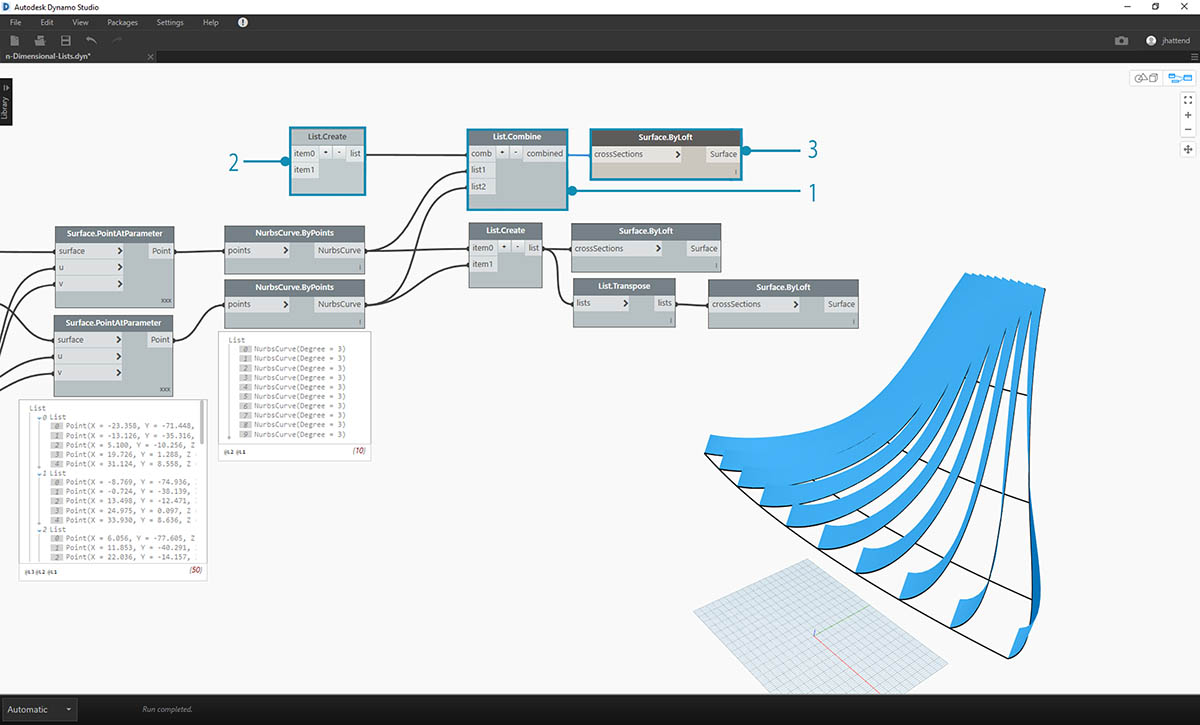 Autodesk Dynamo Studio
File Edit View Packages Settings Help !
jhattend
n-Dimensional-Lists.dyn*
Library
List.Create
item0 + - list
item1
2
List.Combine
comb + - combined
list1
list2
Surface.ByLoft
crossSections > Surface
l
3
1
Surface.PointAtParameter
surface > Point
u >
v >
xxx
NurbsCurve.ByPoints
points > NurbsCurve
l
List.Create
item0 + - list
item1
Surface.ByLoft
crossSections > Surface
l
NurbsCurve.ByPoints
points > NurbsCurve
l
List.Transpose
lists > lists
l
Surface.ByLoft
crossSections > Surface
l
Surface.PointAtParameter
surface > Point
u >
v >
xxx
List
0 NurbsCurve(Degree = 3)
1 NurbsCurve(Degree = 3)
2 NurbsCurve(Degree = 3)
3 NurbsCurve(Degree = 3)
4 NurbsCurve(Degree = 3)
5 NurbsCurve(Degree = 3)
6 NurbsCurve(Degree = 3)
7 NurbsCurve(Degree = 3)
8 NurbsCurve(Degree = 3)
9 NurbsCurve(Degree = 3)
@L2 @L1 {10}
List
0 List
0 Point(X = -23.358, Y = -71.448,
1 Point(X = -13.126, Y = -35.316,
2 Point(X = 5.100, Y = -10.256, Z
3 Point(X = 19.726, Y = 1.288, Z
4 Point(X = 31.124, Y = 8.558, Z
1 List
0 Point(X = -8.769, Y = -74.936,
1 Point(X = -0.724, Y = -38.139,
2 Point(X = 13.498, Y = -12.471,
3 Point(X = 24.975, Y = 0.097, Z
4 Point(X = 33.930, Y = 8.636, Z
2 List
0 Point(X = 6.056, Y = -77.605, Z
1 Point(X = 11.853, Y = -40.291,
2 Point(X = 22.036, Y = -14.157,
@L3 @L2 @L1 {50}
Automatic
Run completed.